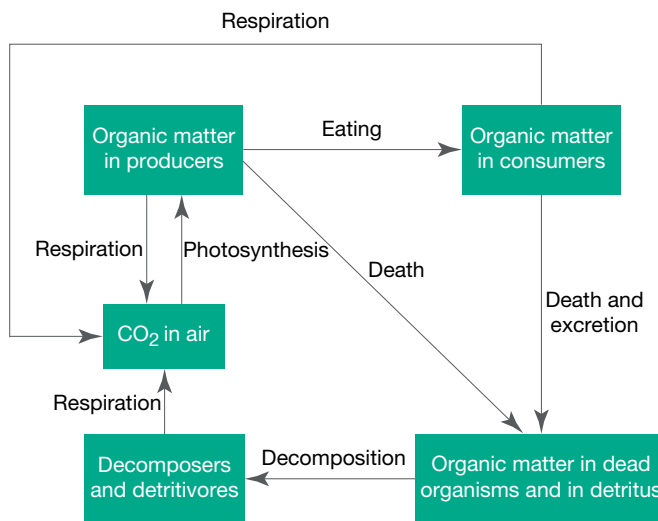 Respiration
Organic matter
in producers
Eating
Organic matter
in consumers
Respiration
Photosynthesis
Death
Death and
excretion
CO₂ in air
Respiration
Decomposers
and detritivores
Decomposition
Organic matter in dead
organisms and in detritus